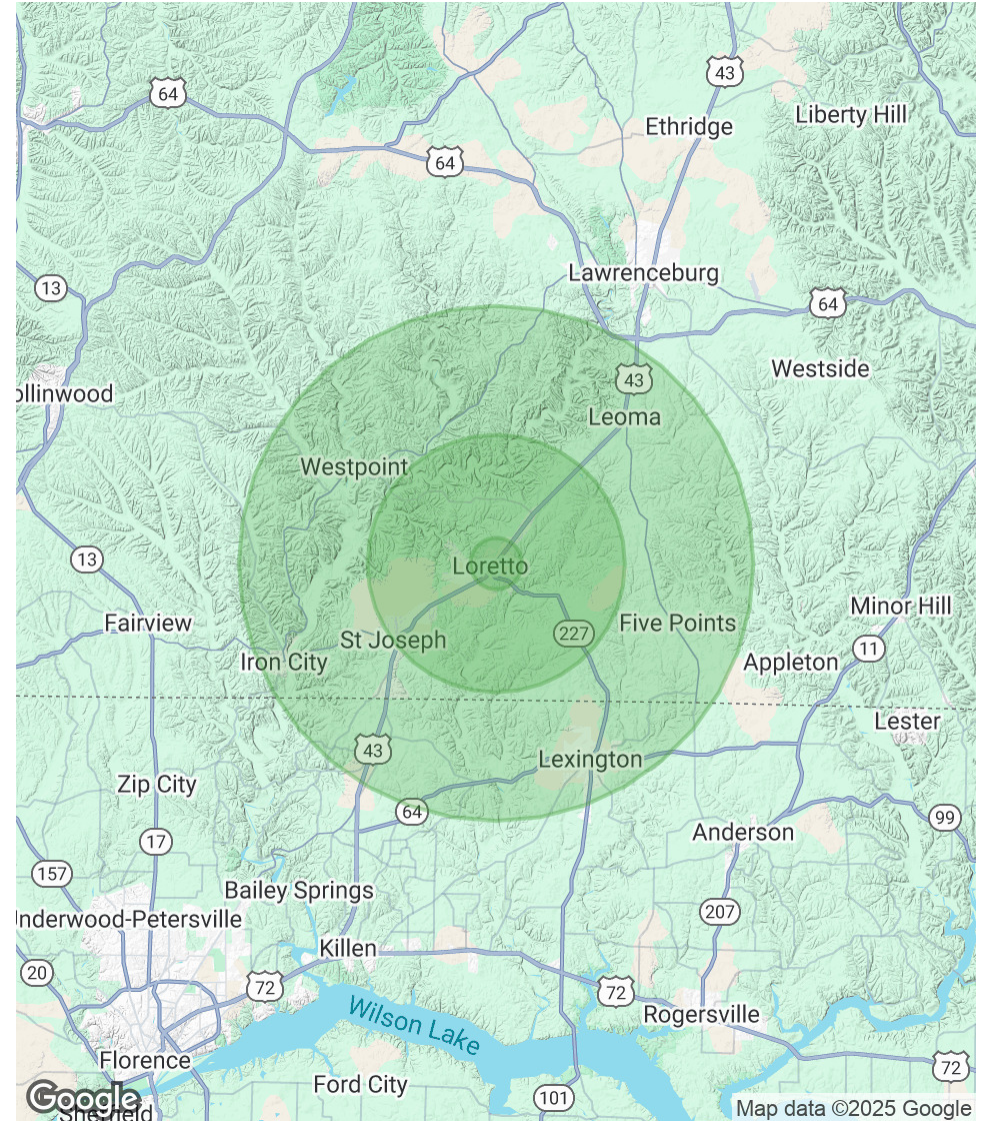 43
64
Liberty Hill
Ethridge
64
Lawrenceburg
13
64
Westside
43
ollinwood
Leoma
Westpoint
13
Loretto
Minor Hill
Fairview
Five Points
227
St Joseph
11
Iron City
Appleton
Lester
43
Lexington
Zip City
64
99
Anderson
17
157
Bailey Springs
207
Underwood-Petersville
Killen
20
72
72
Rogersville
Wilson Lake
Florence
72
Ford City
101
Google
Sheffield
Map data ©2025 Google